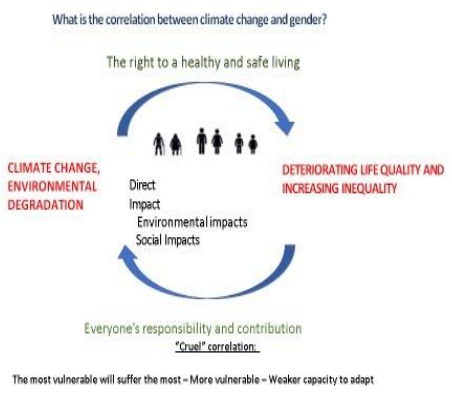 What is the correlation between climate change and gender?
The right to a healthy and safe living
CLIMATE CHANGE,
ENVIRONMENTAL
DEGRADATION
Direct
Impact
Environmental impacts
Social Impacts
DETERIORATING LIFE QUALITY AND
INCREASING INEQUALITY
Everyone's responsibility and contribution
"Cruel" correlation:
The most vulnerable will suffer the most – More vulnerable – Weaker capacity to adapt